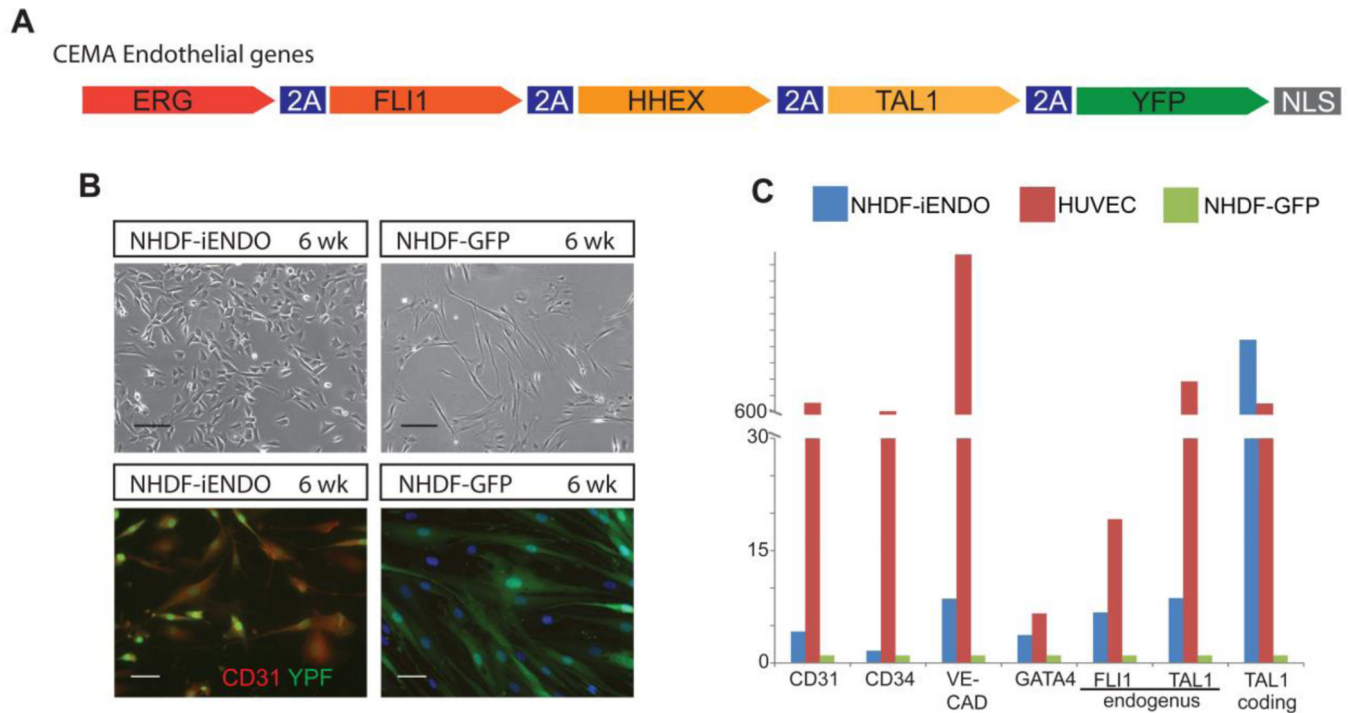 A
CEMA Endothelial genes
ERG 2A FLI1 2A HHEX 2A TAL1 2A YFP NLS
B
NHDF-iENDO 6 wk
NHDF-GFP 6 wk
NHDF-iENDO 6 wk
NHDF-GFP 6 wk
CD31 YPF
C
NHDF-iENDO HUVEC NHDF-GFP
600
30
15
0
CD31 CD34 VE-CAD GATA4 FLI1 TAL1 TAL1
endogenus coding